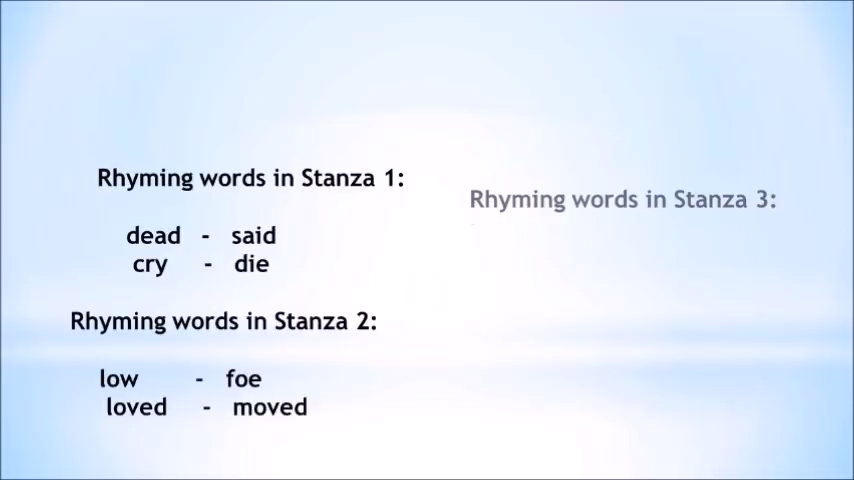 Rhyming words in Stanza 1:
dead - said
cry - die
Rhyming words in Stanza 2:
low - foe
loved - moved
Rhyming words in Stanza 3: